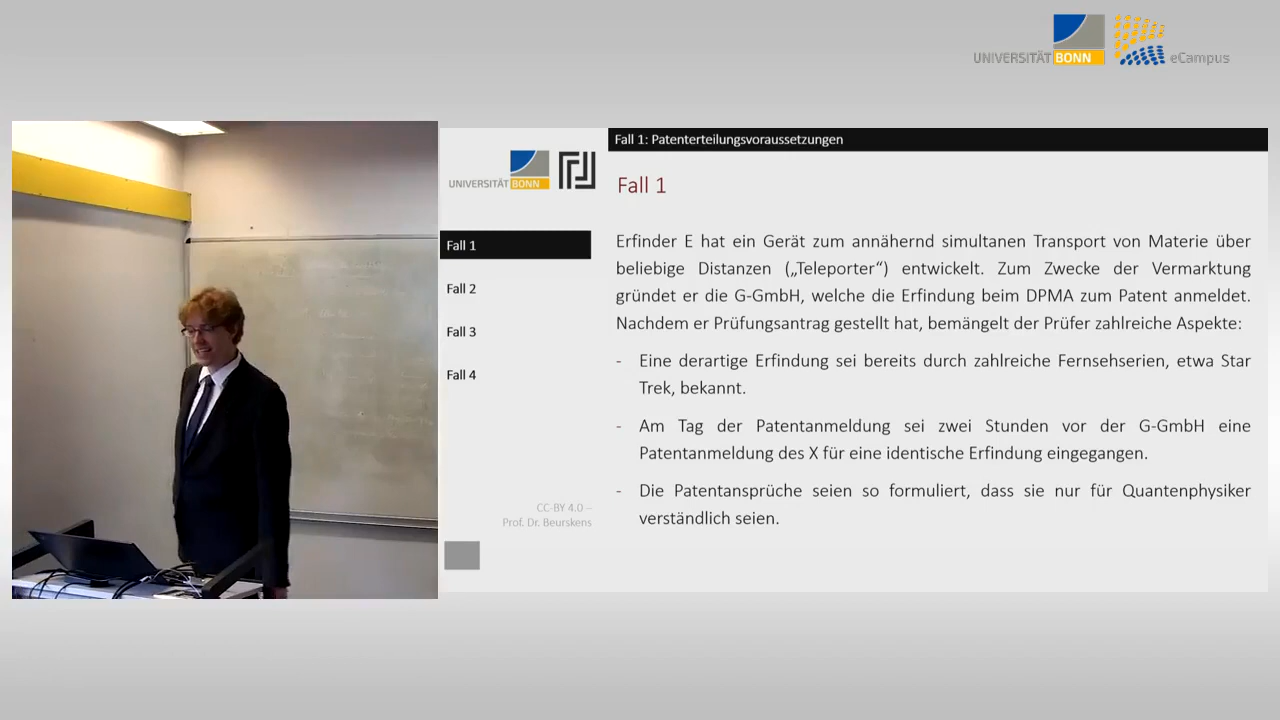 UNIVERSITÄT BONN eCampus
Fall 1: Patenterteilungsvoraussetzungen
UNIVERSITÄT BONN
Fall 1
Fall 1
Fall 2
Fall 3
Fall 4
Erfinder E hat ein Gerät zum annähernd simultanen Transport von Materie über
beliebige Distanzen („Teleporter“) entwickelt. Zum Zwecke der Vermarktung
gründet er die G-GmbH, welche die Erfindung beim DPMA zum Patent anmeldet.
Nachdem er Prüfungsantrag gestellt hat, bemängelt der Prüfer zahlreiche Aspekte:
- Eine derartige Erfindung sei bereits durch zahlreiche Fernsehserien, etwa Star
Trek, bekannt.
- Am Tag der Patentanmeldung sei zwei Stunden vor der G-GmbH eine
Patentanmeldung des X für eine identische Erfindung eingegangen.
- Die Patentansprüche seien so formuliert, dass sie nur für Quantenphysiker
verständlich seien.
CC-BY 4.0 –
Prof. Dr. Beurskens